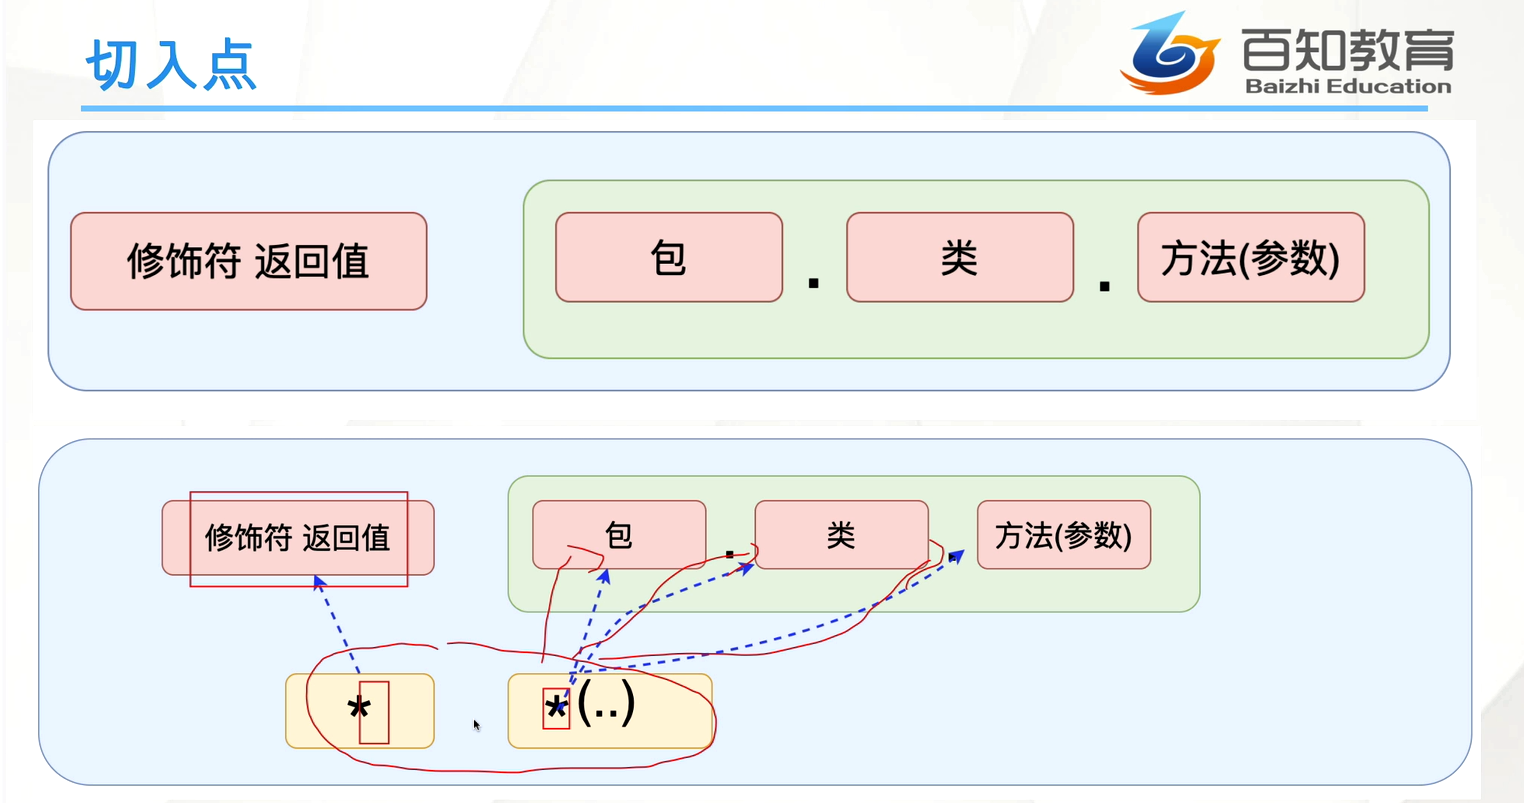 切入点
百知教育
Baizhi Education
修饰符 返回值
包 . 类 . 方法(参数)
修饰符 返回值
包 . 类 . 方法(参数)
* *(..)